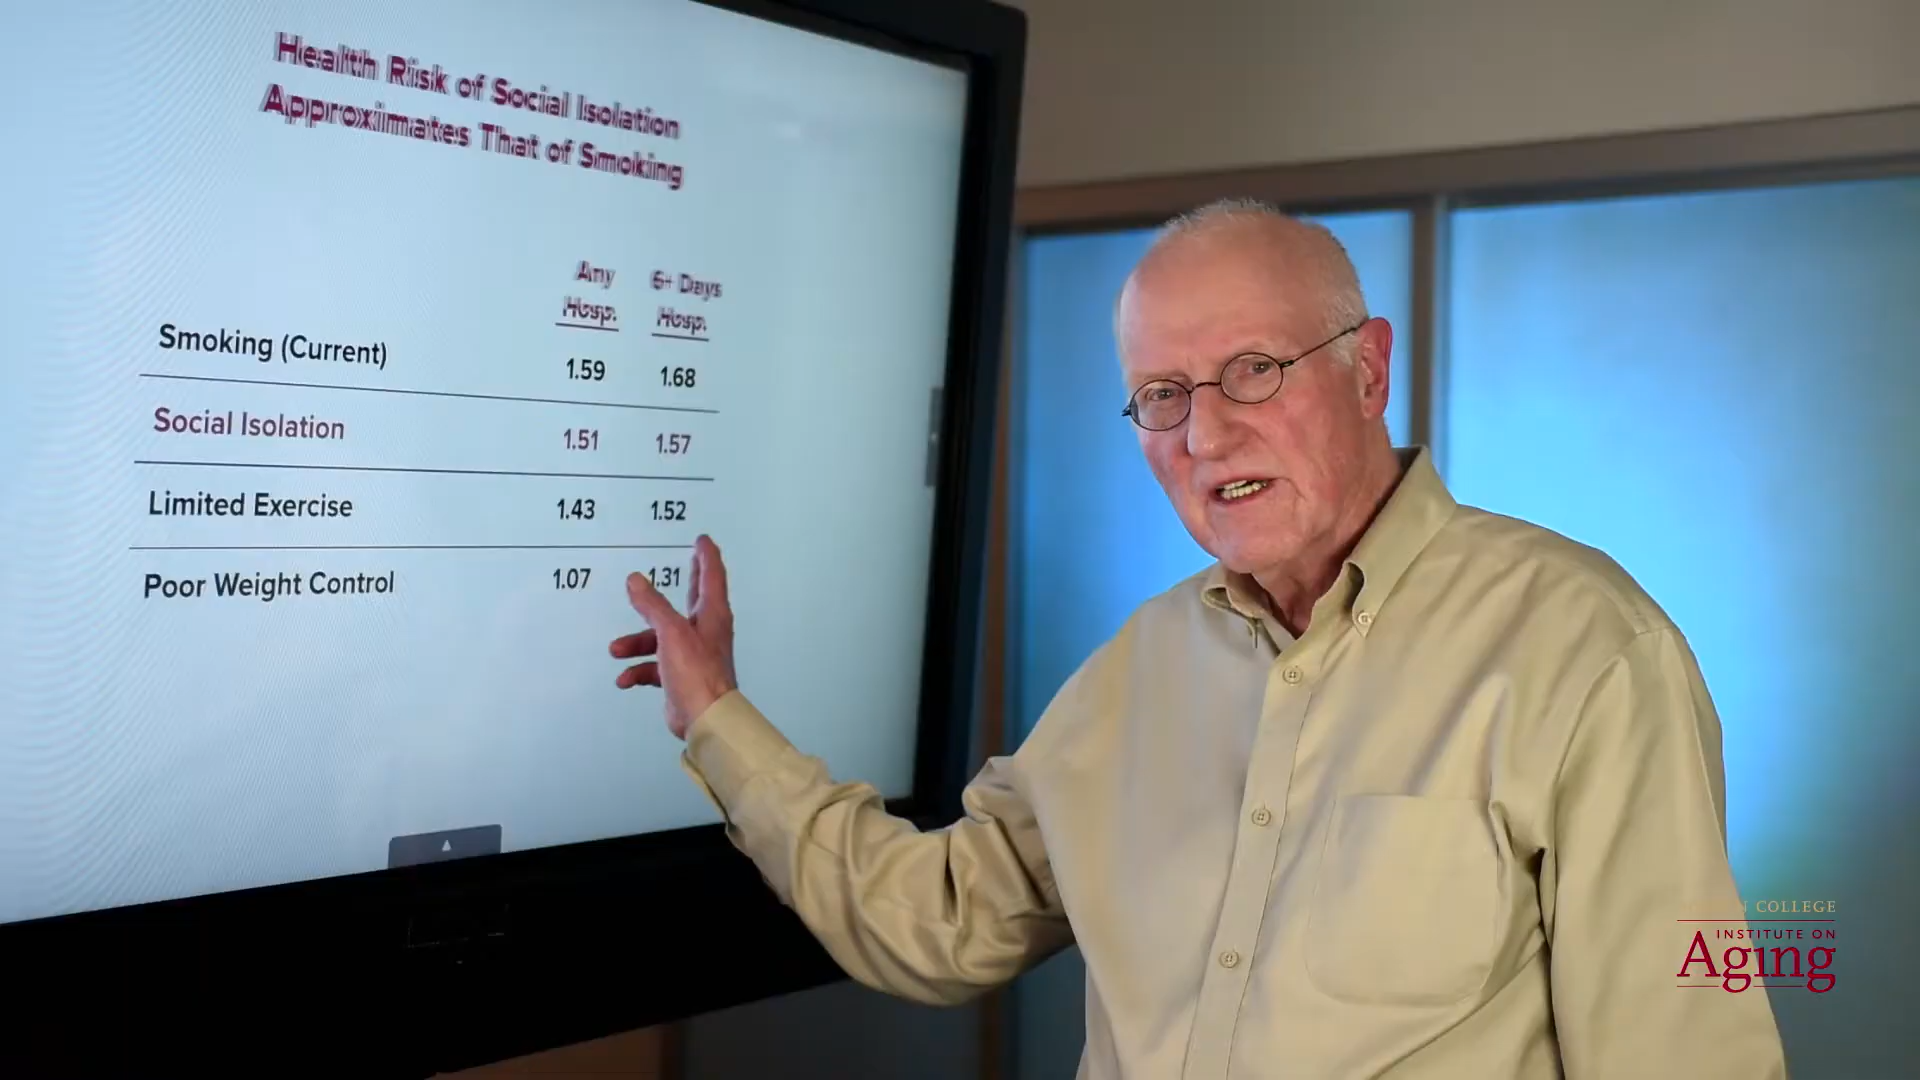 Health Risk of Social Isolation
Approximates That of Smoking
Any 6+ Days
Hosp. Hosp.
Smoking (Current) 1.59 1.68
Social Isolation 1.51 1.57
Limited Exercise 1.43 1.52
Poor Weight Control 1.07 1.31
COLLEGE
INSTITUTE ON
Aging